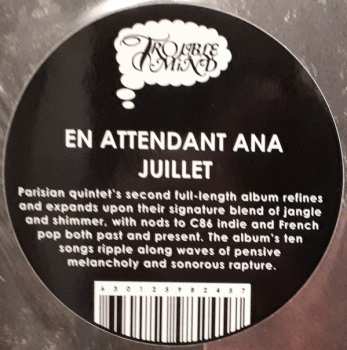 TROUBLE
IN MIND
EN ATTENDANT ANA
JUILLET
Parisian quintet's second full-length album refines
and expands upon their signature blend of jangle
and shimmer, with nods to C86 indie and French
pop both past and present. The album's ten
songs ripple along waves of pensive
melancholy and sonorous rapture.